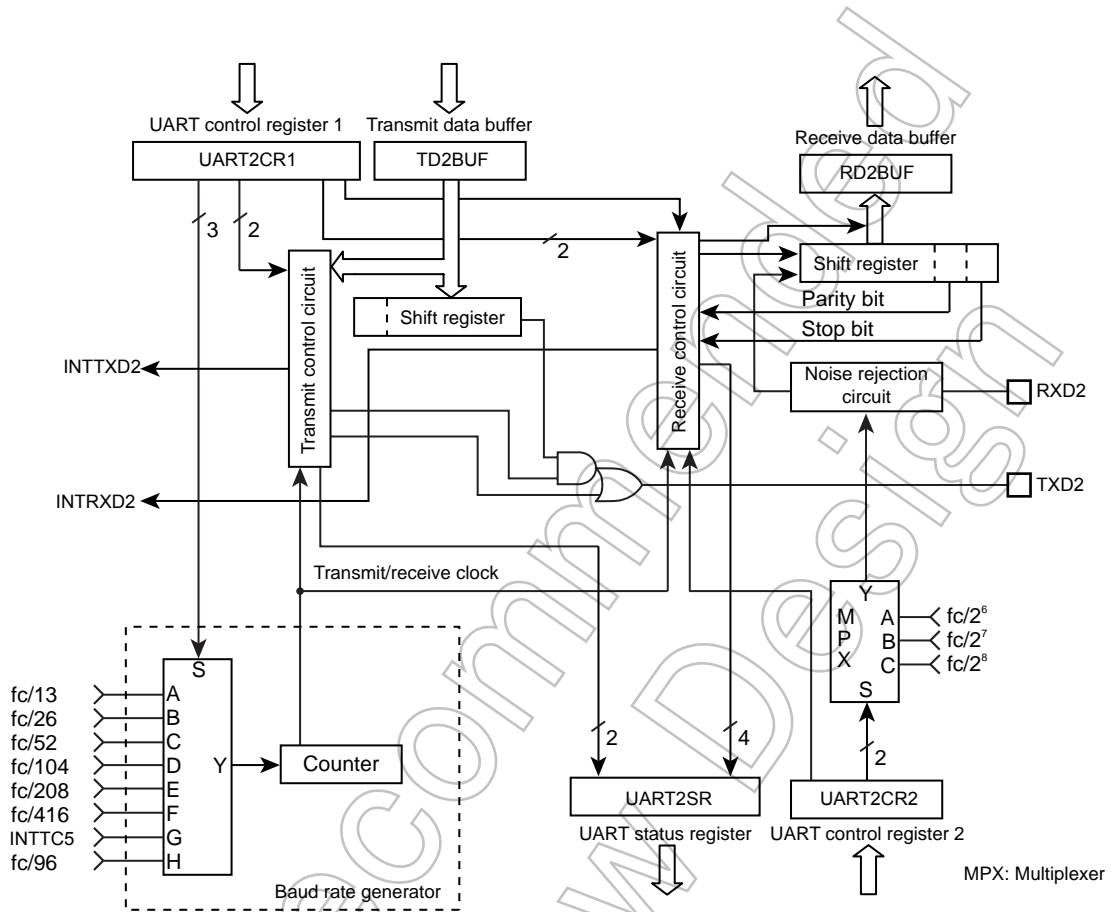 UART control register 1
Transmit data buffer
Receive data buffer
UART2CR1
TD2BUF
RD2BUF
3
2
2
Shift register
Parity bit
Stop bit
Transmit control circuit
Receive control circuit
Shift register
INTTXD2
Noise rejection
circuit
RXD2
INTRXD2
TXD2
Transmit/receive clock
Y
M
P
X
A
B
C
S
fc/2⁶
fc/2⁷
fc/2⁸
S
fc/13
A
fc/26
B
fc/52
C
fc/104
D
Y
Counter
fc/208
E
fc/416
F
INTTC5
G
fc/96
H
Baud rate generator
2
4
2
UART2SR
UART2CR2
UART status register
UART control register 2
MPX: Multiplexer
Recommended
w Design